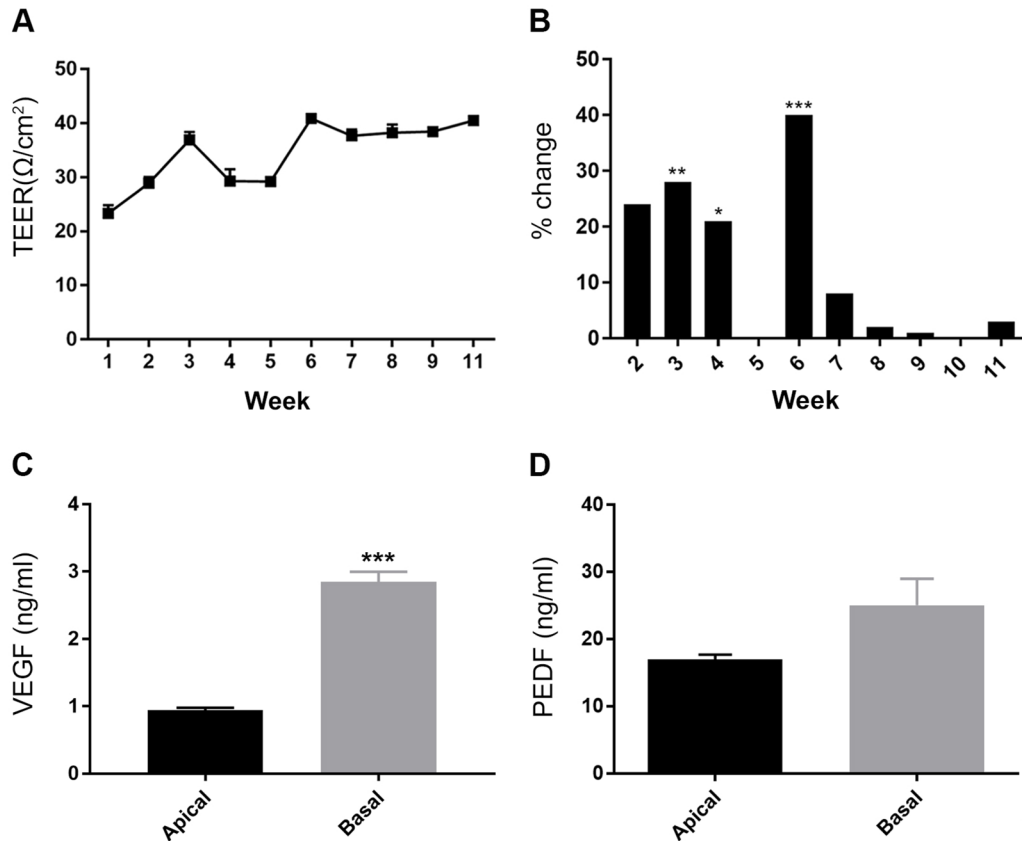 A
TEER(Ω/cm²)
50
40
30
20
10
0
1 2 3 4 5 6 7 8 9 11
Week
B
% change
50
40
30
20
10
0
** * ***
2 3 4 5 6 7 8 9 10 11
Week
C
VEGF (ng/ml)
4
3
2
1
0
***
Apical Basal
D
PEDF (ng/ml)
40
30
20
10
0
Apical Basal